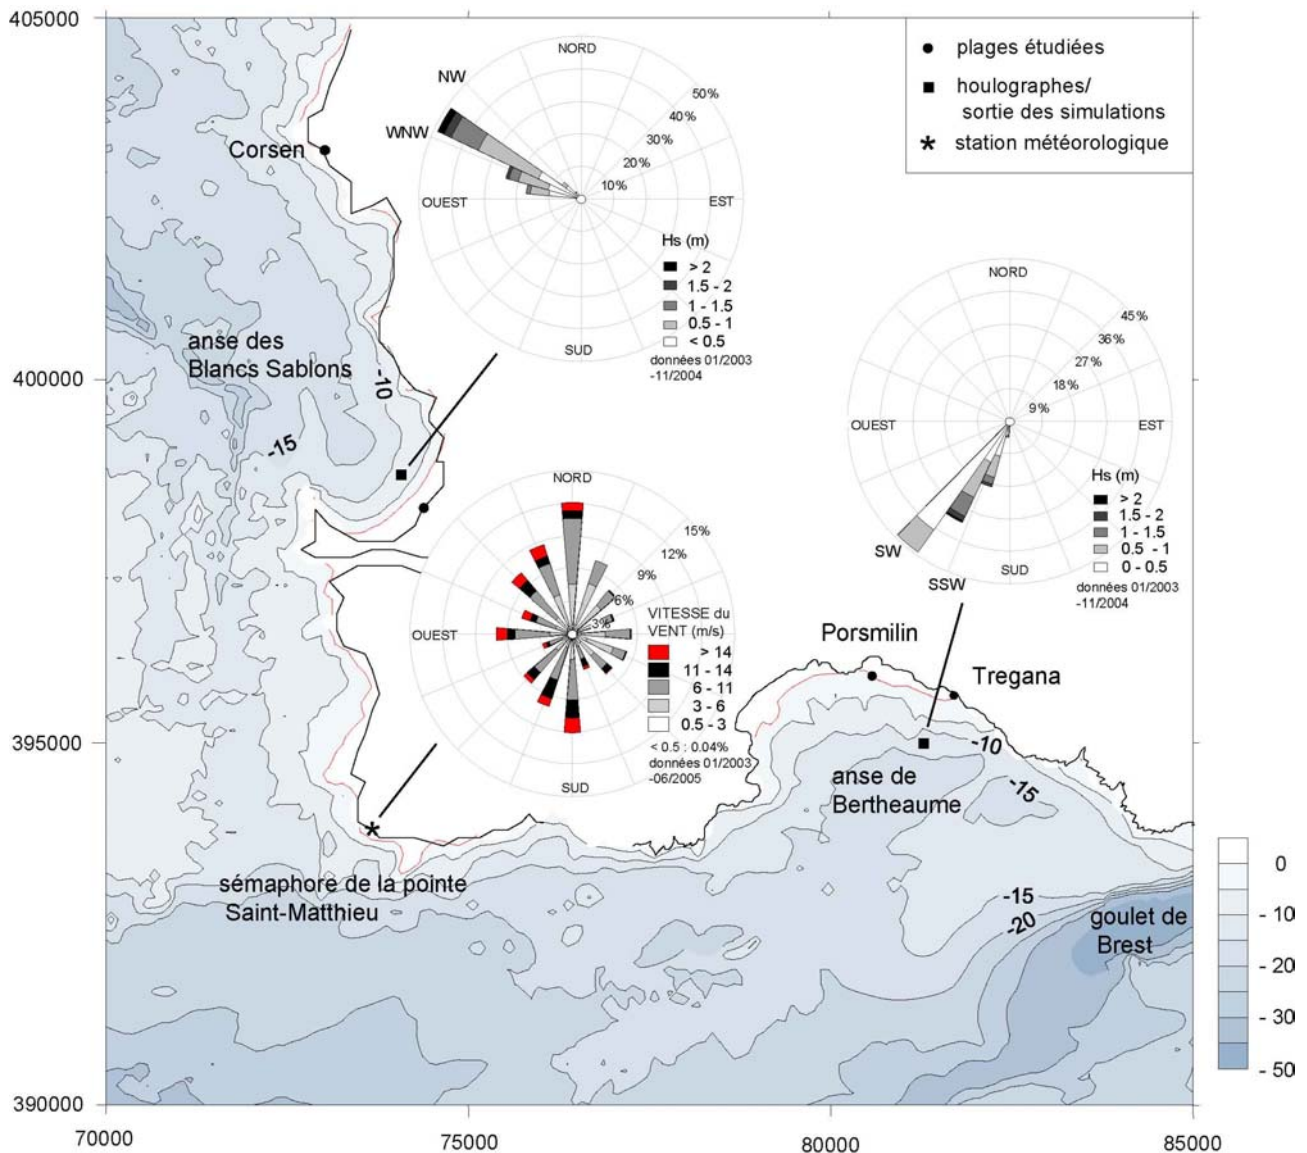 405000
400000
395000
390000
70000
75000
80000
85000
plages étudiées
houlographes/
sortie des simulations
station météorologique
Corsen
anse des
Blancs Sablons
-10
-15
NORD
NW
WNW
OUEST
EST
SUD
50%
40%
30%
20%
10%
Hs (m)
> 2
1.5 - 2
1 - 1.5
0.5 - 1
< 0.5
données 01/2003
-11/2004
NORD
OUEST
EST
SW
SSW
SUD
45%
36%
27%
18%
9%
Hs (m)
> 2
1.5 - 2
1 - 1.5
0.5 - 1
0 - 0.5
données 01/2003
-11/2004
NORD
OUEST
SUD
15%
12%
9%
6%
3%
VITESSE du
VENT (m/s)
> 14
11 - 14
6 - 11
3 - 6
0.5 - 3
< 0.5 : 0.04%
données 01/2003
-06/2005
Porsmilin
Tregana
-10
anse de
Bertheaume
-15
sémaphore de la pointe
Saint-Matthieu
-15
-20
goulet de
Brest
0
- 10
- 20
- 30
- 50